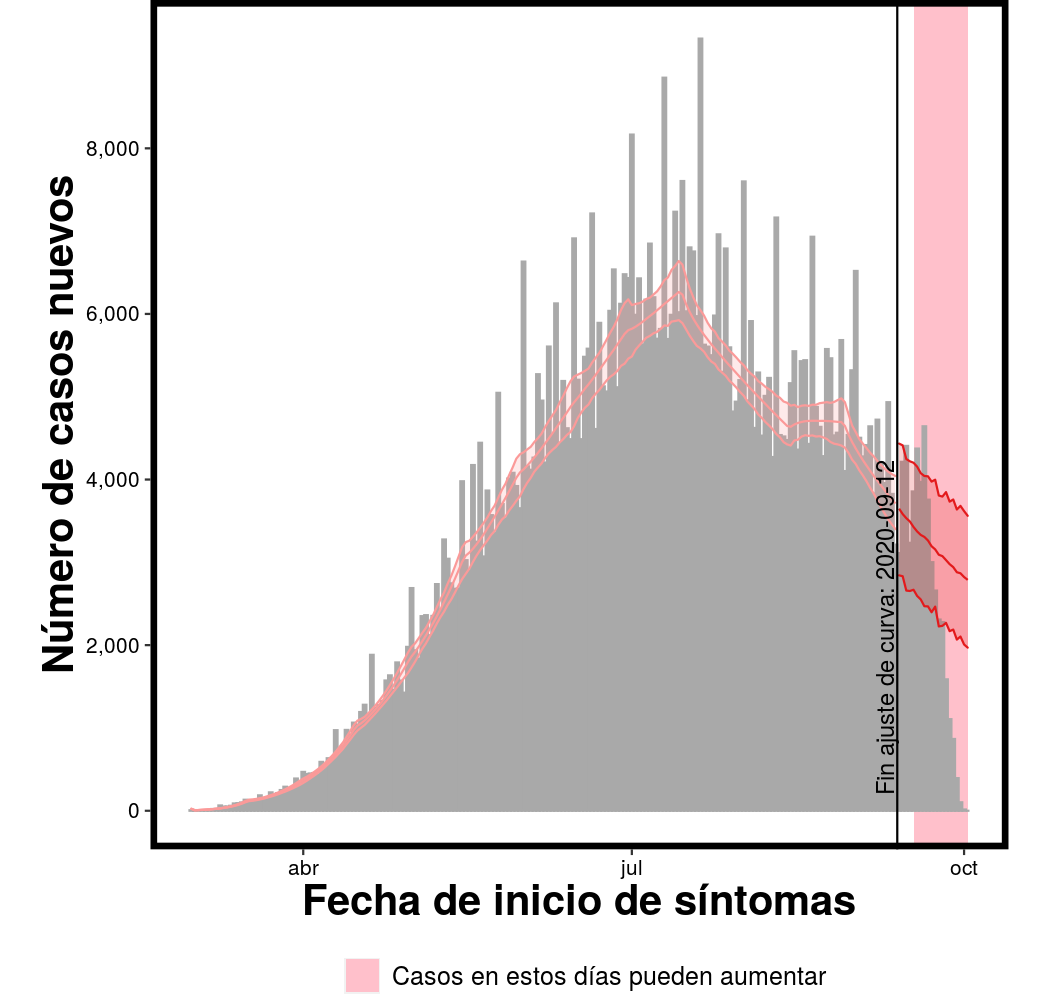 Número de casos nuevos
8,000
6,000
4,000
2,000
0
Fin ajuste de curva: 2020-09-12
abr
jul
oct
Fecha de inicio de síntomas
Casos en estos días pueden aumentar